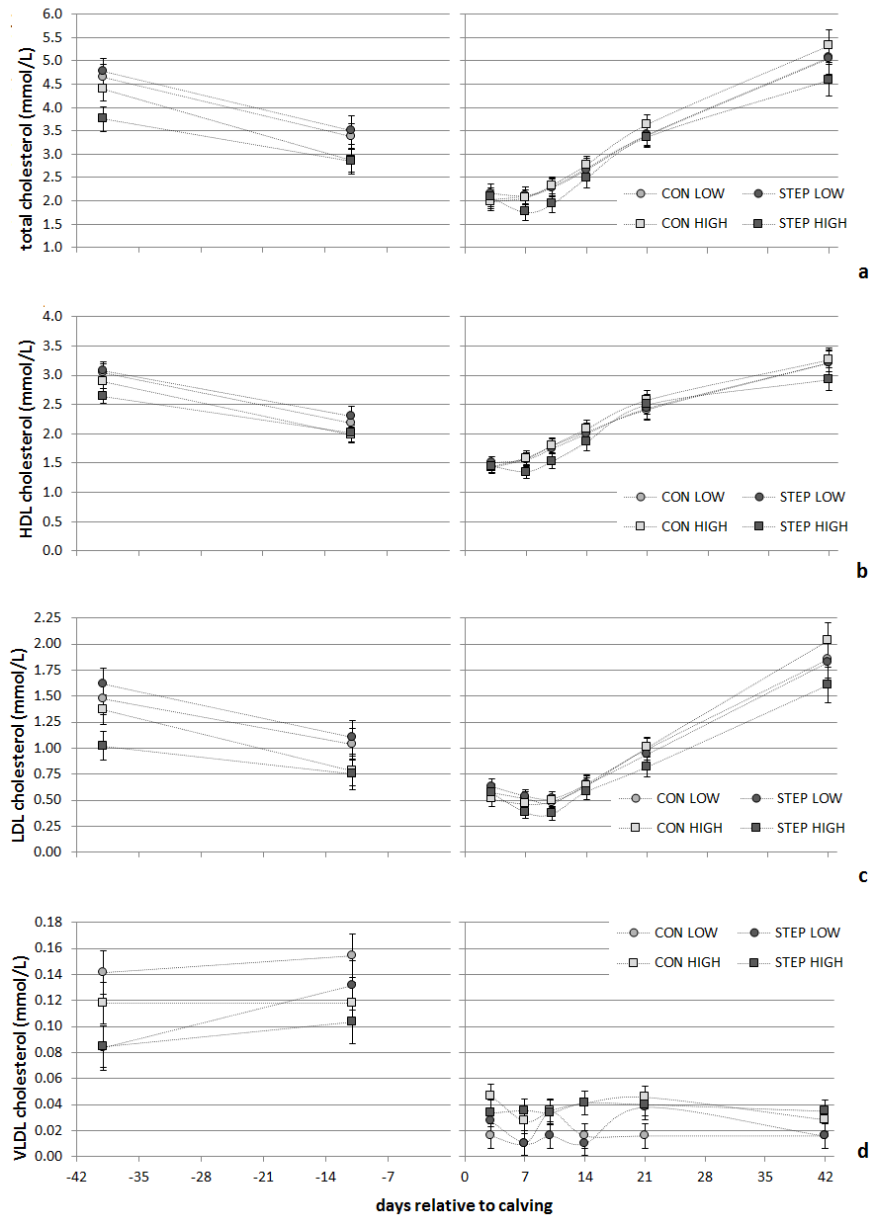 total cholesterol (mmol/L)
6.0
5.5
5.0
4.5
4.0
3.5
3.0
2.5
2.0
1.5
1.0
CON LOW STEP LOW
CON HIGH STEP HIGH
a
HDL cholesterol (mmol/L)
4.0
3.5
3.0
2.5
2.0
1.5
1.0
0.5
0.0
CON LOW STEP LOW
CON HIGH STEP HIGH
b
LDL cholesterol (mmol/L)
2.25
2.00
1.75
1.50
1.25
1.00
0.75
0.50
0.25
0.00
CON LOW STEP LOW
CON HIGH STEP HIGH
c
VLDL cholesterol (mmol/L)
0.18
0.16
0.14
0.12
0.10
0.08
0.06
0.04
0.02
0.00
CON LOW STEP LOW
CON HIGH STEP HIGH
d
-42 -35 -28 -21 -14 -7 0 7 14 21 28 35 42
days relative to calving